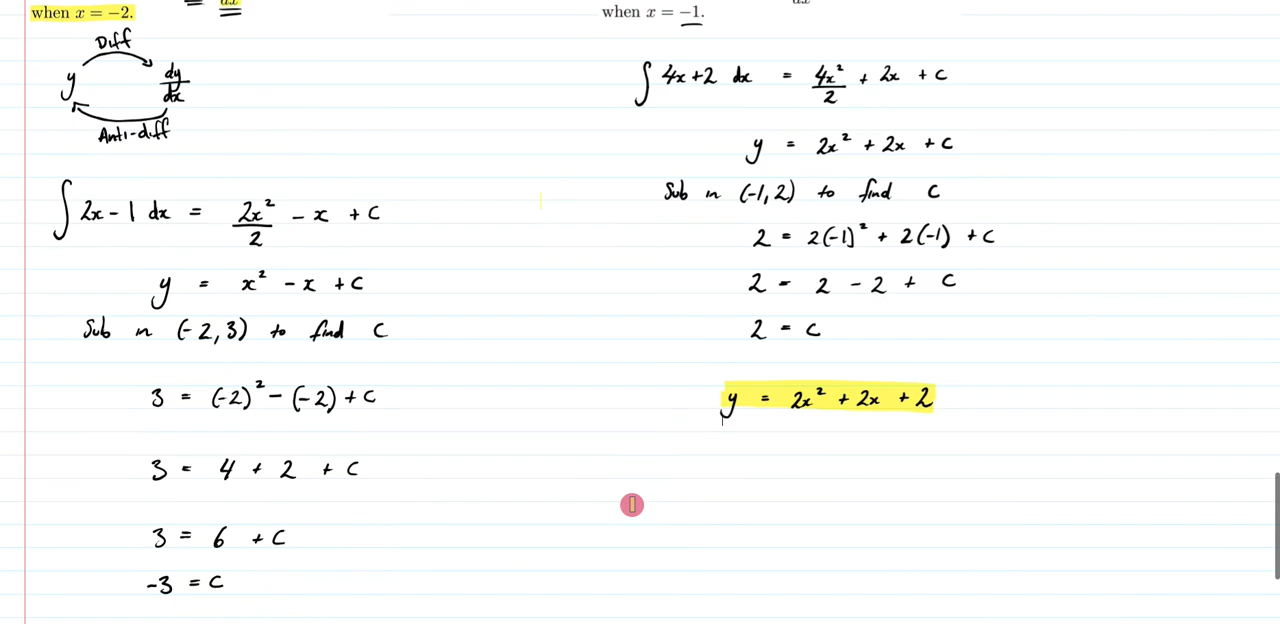 when x = −2.
dx
Diff
y dy/dx
Anti-diff
∫ 2x - 1 dx = 2x²/2 - x + c
y = x² - x + c
Sub in (-2, 3) to find c
3 = (-2)² - (-2) + c
3 = 4 + 2 + c
3 = 6 + c
-3 = c
when x = −1.
dx
∫ 4x+2 dx = 4x²/2 + 2x + c
y = 2x² + 2x + c
Sub in (-1, 2) to find c
2 = 2(-1)² + 2(-1) + c
2 = 2 - 2 + c
2 = c
y = 2x² + 2x + 2